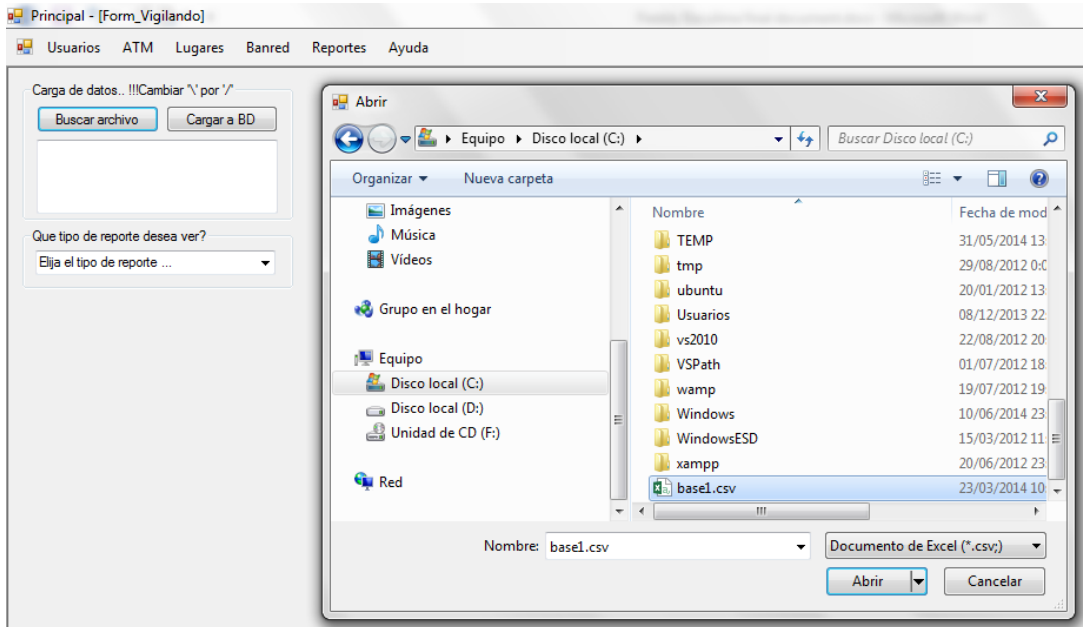 Principal - [Form_Vigilando]
Usuarios ATM Lugares Banred Reportes Ayuda
Carga de datos.. !!!Cambiar '\' por '/'
Buscar archivo Cargar a BD
Que tipo de reporte desea ver?
Elija el tipo de reporte ...
Abrir
Equipo Disco local (C:)
Buscar Disco local (C:)
Organizar Nueva carpeta
Imágenes
Música
Vídeos
Grupo en el hogar
Equipo
Disco local (C:)
Disco local (D:)
Unidad de CD (F:)
Red
Nombre Fecha de mod
TEMP 31/05/2014 13:
tmp 29/08/2012 0:0
ubuntu 20/01/2012 13:
Usuarios 08/12/2013 22:
vs2010 22/08/2012 20:
VSPath 01/07/2012 18:
wamp 19/07/2012 19:
Windows 10/06/2014 23:
WindowsESD 15/03/2012 11:
xampp 20/06/2012 23:
base1.csv 23/03/2014 10:
Nombre: base1.csv
Documento de Excel (*.csv;)
Abrir Cancelar